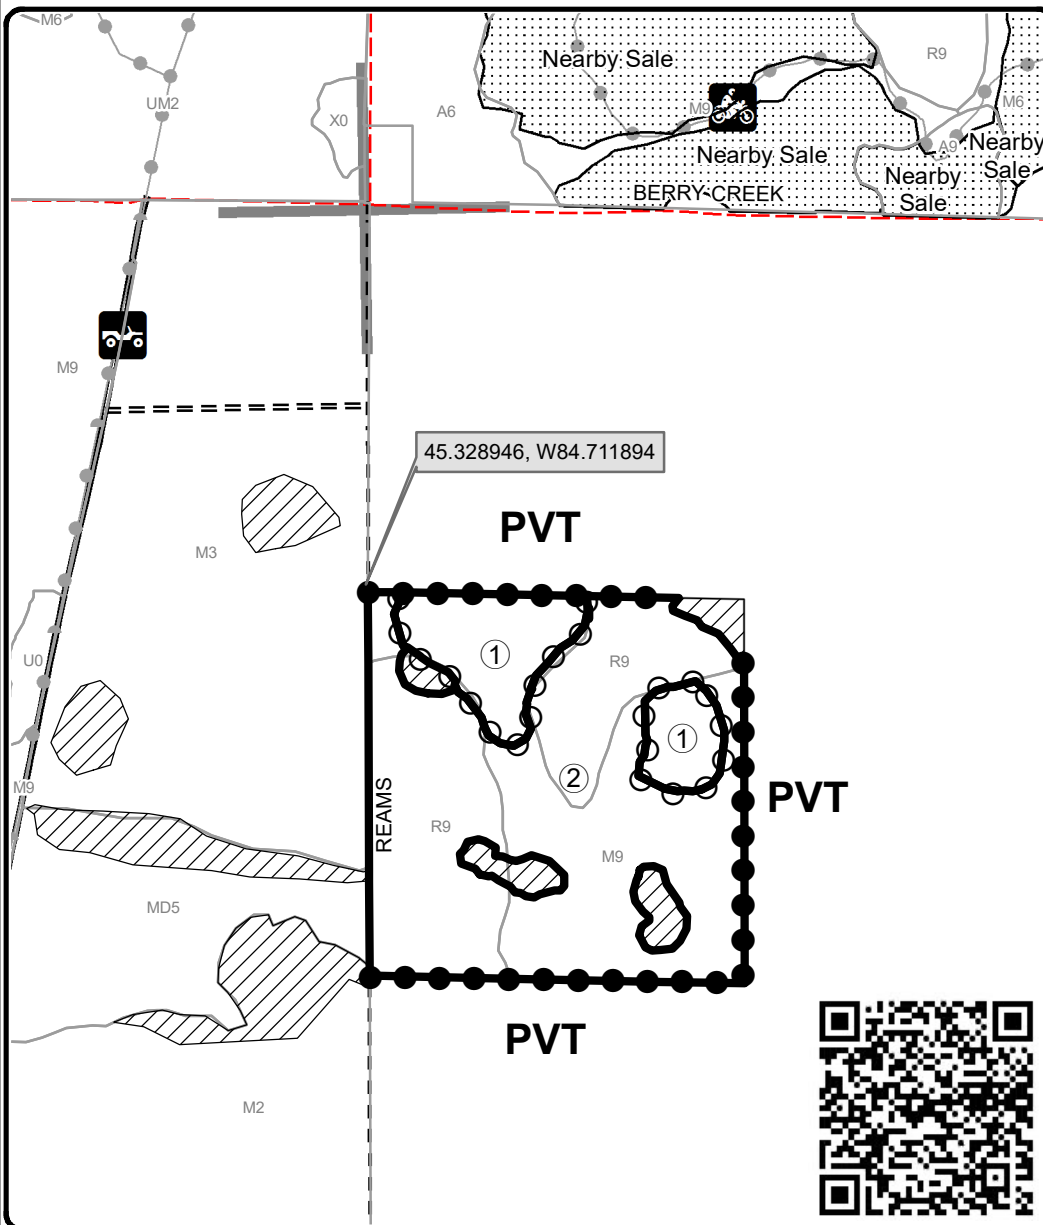 M6
Nearby Sale
R9
UM2
X0
A6
M9
M6
A9
Nearby
Sale
Nearby Sale
Nearby
Sale
BERRY CREEK
M9
45.328946, W84.711894
PVT
M3
1
R9
U0
1
2
PVT
M9
REAMS
R9
M9
MD5
PVT
M2